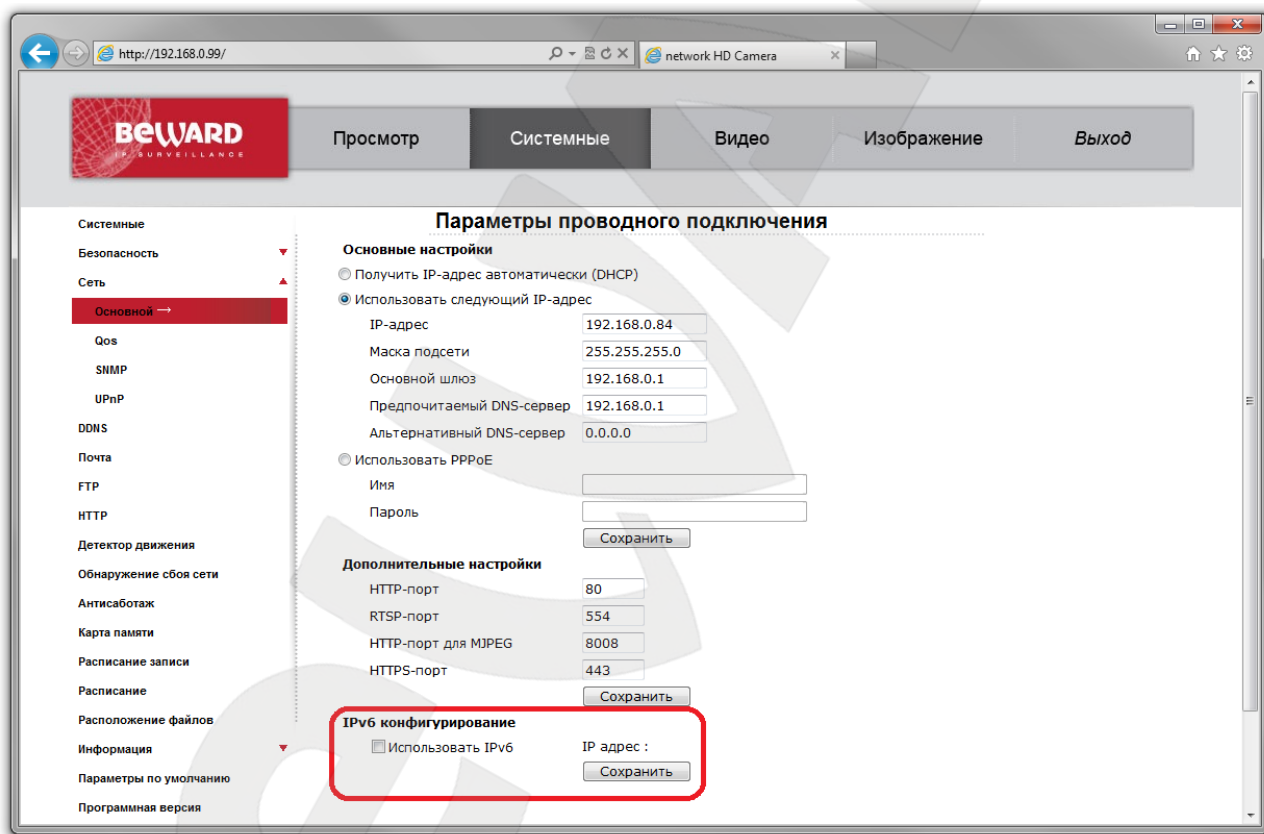 http://192.168.0.99/
network HD Camera
BEWARD
IP SURVEILLANCE
Просмотр
Системные
Видео
Изображение
Выход
Системные
Безопасность
Сеть
Основной →
Qos
SNMP
UPnP
DDNS
Почта
FTP
HTTP
Детектор движения
Обнаружение сбоя сети
Антисаботаж
Карта памяти
Расписание записи
Расписание
Расположение файлов
Информация
Параметры по умолчанию
Программная версия
Параметры проводного подключения
Основные настройки
Получить IP-адрес автоматически (DHCP)
Использовать следующий IP-адрес
IP-адрес 192.168.0.84
Маска подсети 255.255.255.0
Основной шлюз 192.168.0.1
Предпочитаемый DNS-сервер 192.168.0.1
Альтернативный DNS-сервер 0.0.0.0
Использовать PPPoE
Имя
Пароль
Сохранить
Дополнительные настройки
HTTP-порт 80
RTSP-порт 554
HTTP-порт для MJPEG 8008
HTTPS-порт 443
Сохранить
IPv6 конфигурирование
Использовать IPv6 IP адрес :
Сохранить